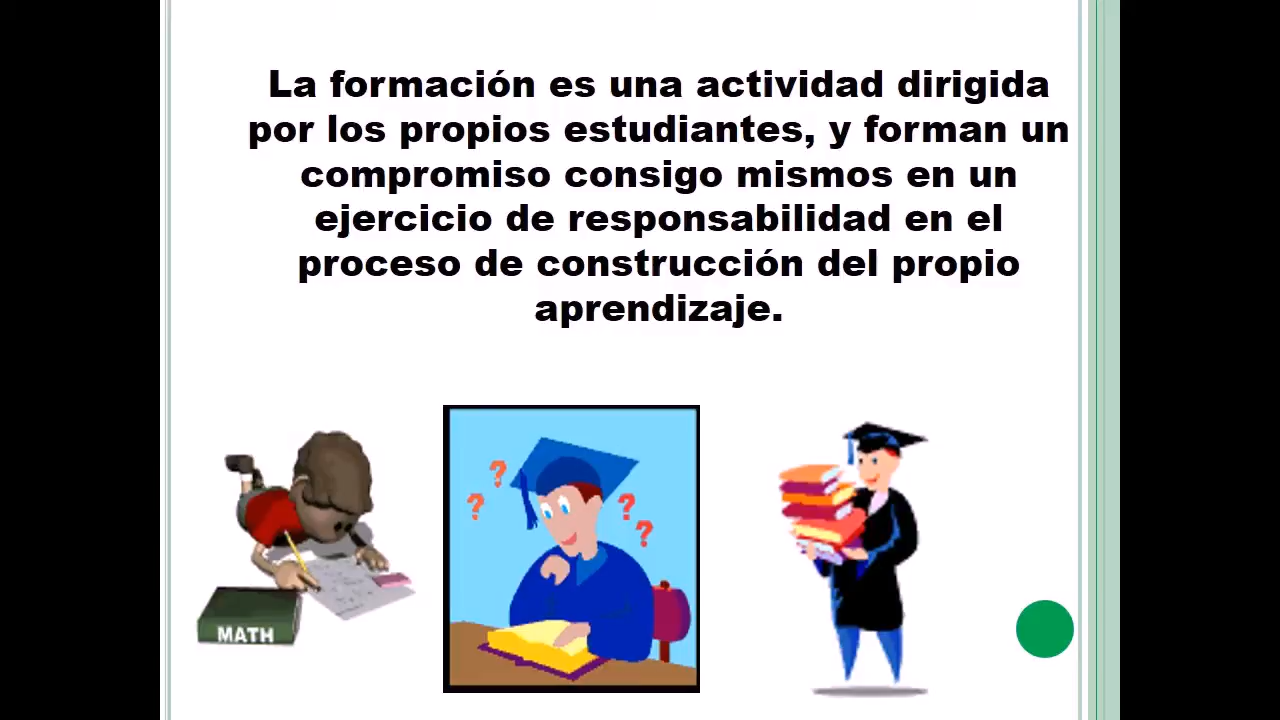 La formación es una actividad dirigida
por los propios estudiantes, y forman un
compromiso consigo mismos en un
ejercicio de responsabilidad en el
proceso de construcción del propio
aprendizaje.
? ? ? ?
MATH